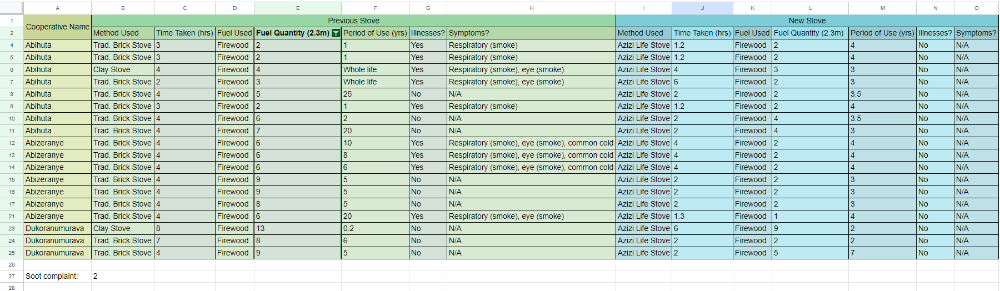 A B C D E F G H I J K L M N O
1 Cooperative Name Previous Stove New Stove
2 Method Used Time Taken (hrs) Fuel Used Fuel Quantity (2.3m) Period of Use (yrs) Illnesses? Symptoms? Method Used Time Taken (hrs) Fuel Used Fuel Quantity (2.3m) Period of Use (yrs) Illnesses? Symptoms?
4 Abihuta Trad. Brick Stove 3 Firewood 2 1 Yes Respiratory (smoke) Azizi Life Stove 1.2 Firewood 2 4 No N/A
5 Abihuta Trad. Brick Stove 3 Firewood 2 1 Yes Respiratory (smoke) Azizi Life Stove 1.2 Firewood 2 4 No N/A
6 Abihuta Clay Stove 4 Firewood 4 Whole life Yes Respiratory (smoke), eye (smoke) Azizi Life Stove 4 Firewood 3 3 No N/A
7 Abihuta Trad. Brick Stove 2 Firewood 3 Whole life Yes Respiratory (smoke), eye (smoke) Azizi Life Stove 6 Firewood 2 3 No N/A
8 Abihuta Trad. Brick Stove 4 Firewood 5 25 No N/A Azizi Life Stove 2 Firewood 2 3.5 No N/A
9 Abihuta Trad. Brick Stove 3 Firewood 2 1 Yes Respiratory (smoke) Azizi Life Stove 1.2 Firewood 2 4 No N/A
10 Abihuta Trad. Brick Stove 4 Firewood 6 2 No N/A Azizi Life Stove 2 Firewood 4 3.5 No N/A
11 Abihuta Trad. Brick Stove 4 Firewood 7 20 No N/A Azizi Life Stove 2 Firewood 4 3 No N/A
12 Abizeranye Trad. Brick Stove 4 Firewood 6 10 Yes Respiratory (smoke), eye (smoke), common cold Azizi Life Stove 4 Firewood 2 4 No N/A
13 Abizeranye Trad. Brick Stove 4 Firewood 6 8 Yes Respiratory (smoke), eye (smoke), common cold Azizi Life Stove 4 Firewood 2 4 No N/A
14 Abizeranye Trad. Brick Stove 4 Firewood 6 6 Yes Respiratory (smoke), eye (smoke), common cold Azizi Life Stove 4 Firewood 2 4 No N/A
15 Abizeranye Trad. Brick Stove 4 Firewood 9 5 No N/A Azizi Life Stove 2 Firewood 2 3 No N/A
16 Abizeranye Trad. Brick Stove 4 Firewood 9 5 No N/A Azizi Life Stove 2 Firewood 2 3 No N/A
17 Abizeranye Trad. Brick Stove 4 Firewood 8 5 No N/A Azizi Life Stove 2 Firewood 2 3 No N/A
21 Abizeranye Trad. Brick Stove 4 Firewood 6 20 Yes Respiratory (smoke), eye (smoke) Azizi Life Stove 1.3 Firewood 1 4 No N/A
23 Dukoranumurava Clay Stove 8 Firewood 13 0.2 No N/A Azizi Life Stove 6 Firewood 9 2 No N/A
24 Dukoranumurava Trad. Brick Stove 7 Firewood 8 6 No N/A Azizi Life Stove 2 Firewood 2 2 No N/A
25 Dukoranumurava Trad. Brick Stove 4 Firewood 9 5 No N/A Azizi Life Stove 2 Firewood 5 7 No N/A
26
27 Soot complaint: 2
28